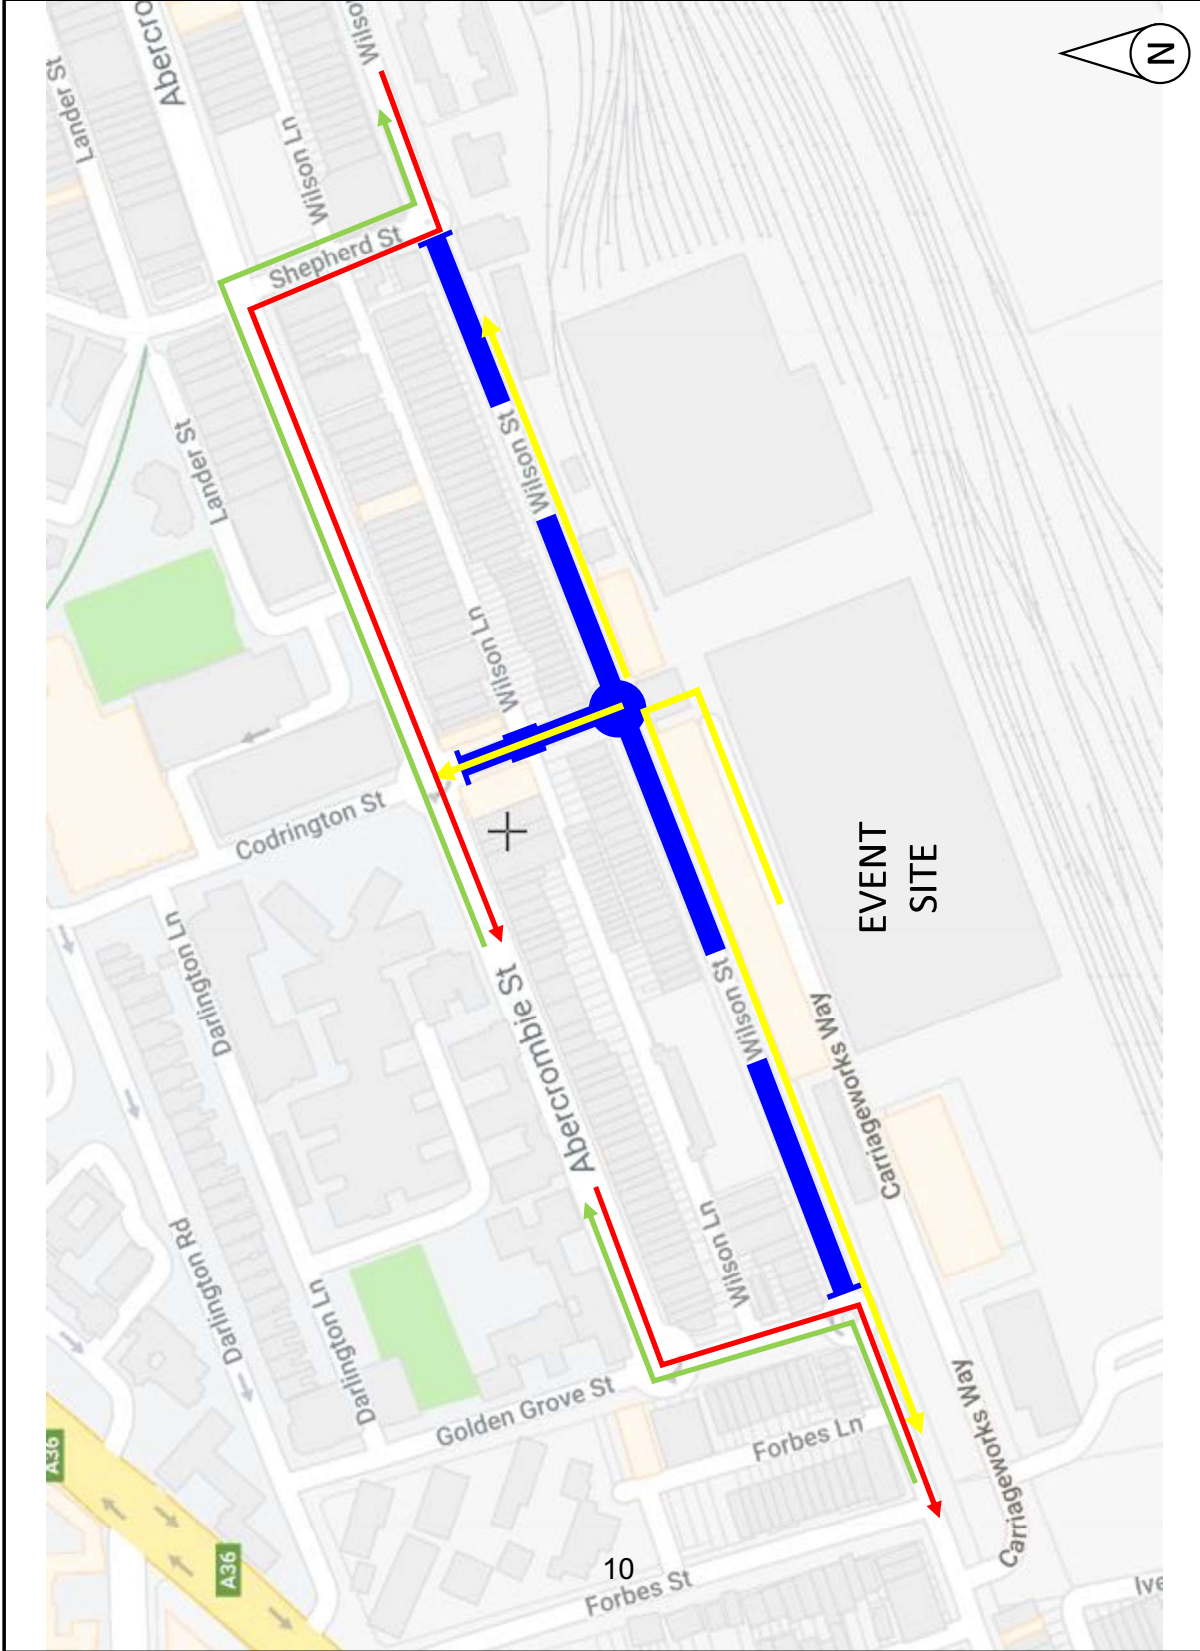 Wilso
Abercro
N
Lander St
Wilson Ln
Shepherd St
Lander St
Wilson St
Wilson Ln
Codrington St
EVENT
SITE
Darlington Ln
Wilson St
Abercrombie St
Carriageworks Way
Darlington Rd
Wilson Ln
Darlington Ln
Golden Grove St
Forbes Ln
Carriageworks Way
A36
A36
10
Forbes St
Ive